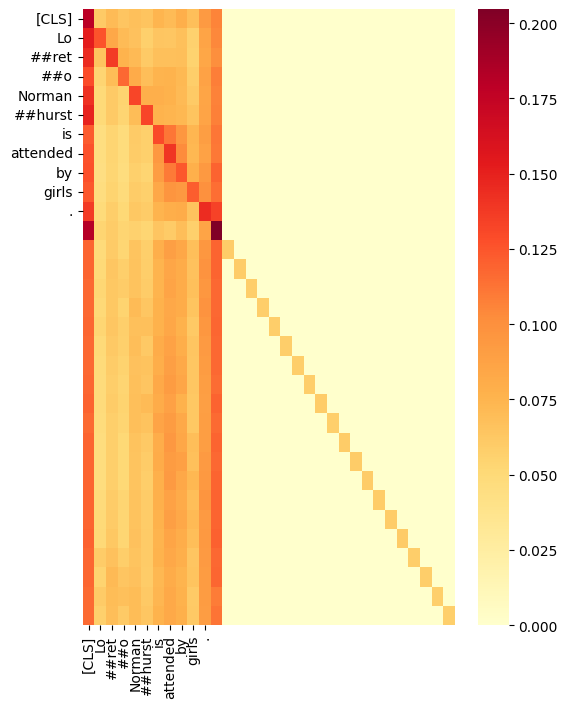 [CLS]
Lo
##ret
##o
Norman
##hurst
is
attended
by
girls
.
0.200
0.175
0.150
0.125
0.100
0.075
0.050
0.025
0.000
[CLS]
Lo
##ret
##o
Norman
##hurst
is
attended
by
girls
.